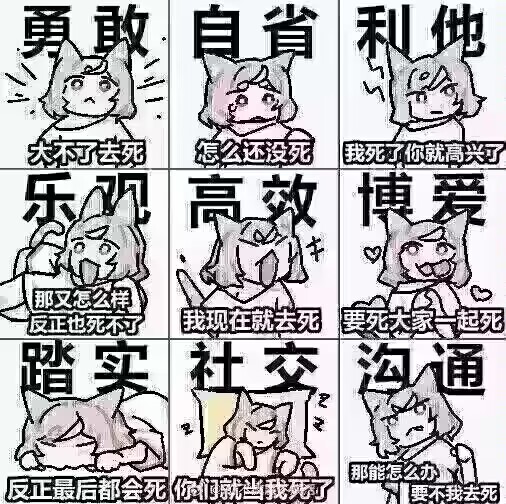 勇敢
大不了去死
自省
怎么还没死
利他
我死了你就高兴了
乐观
那又怎么样
反正也死不了
高效
我现在就去死
博爱
要死大家一起死
踏实
反正最后都会死
社交
z z
z z
你们就当我死了
沟通
那能怎么办
要不我去死